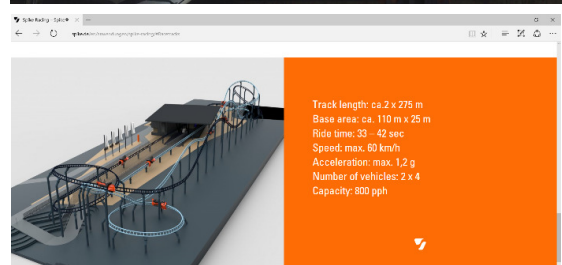 Spike Racing - Spike®
Track length: ca.2 x 275 m
Base area: ca. 110 m x 25 m
Ride time: 33 – 42 sec
Speed: max. 60 km/h
Acceleration: max. 1,2 g
Number of vehicles: 2 x 4
Capacity: 800 pph